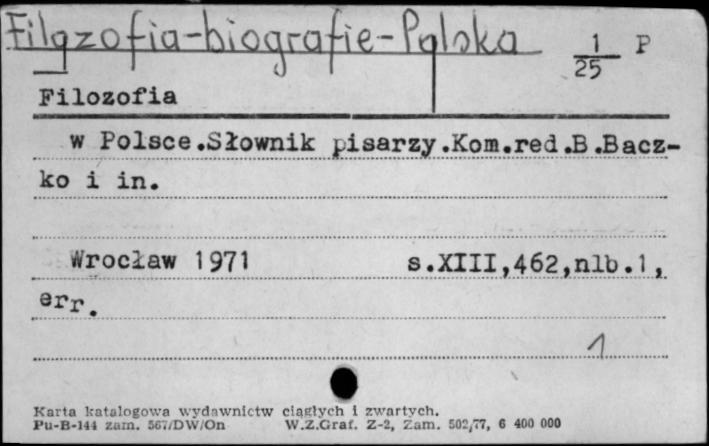 Filozofia-biografie-Polska 1/25 P
Filozofia
w Polsce.Słownik pisarzy.Kom.red.B.Bacz-
ko i in.
Wrocław 1971 s.XIII,462,nlb.1,
err.
1
Karta katalogowa wydawnictw ciągłych i zwartych.
Pu-B-144 zam. 567/DW/On W.Z.Graf. Z-2, Zam. 502/77, 6 400 000